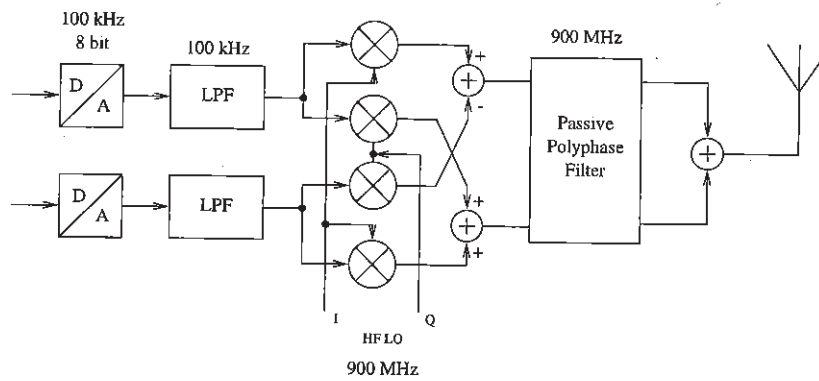 100 kHz
8 bit
D
A
100 kHz
LPF
D
A
LPF
+
-
+
+
+
+
900 MHz
Passive
Polyphase
Filter
+
I
Q
HF LO
900 MHz